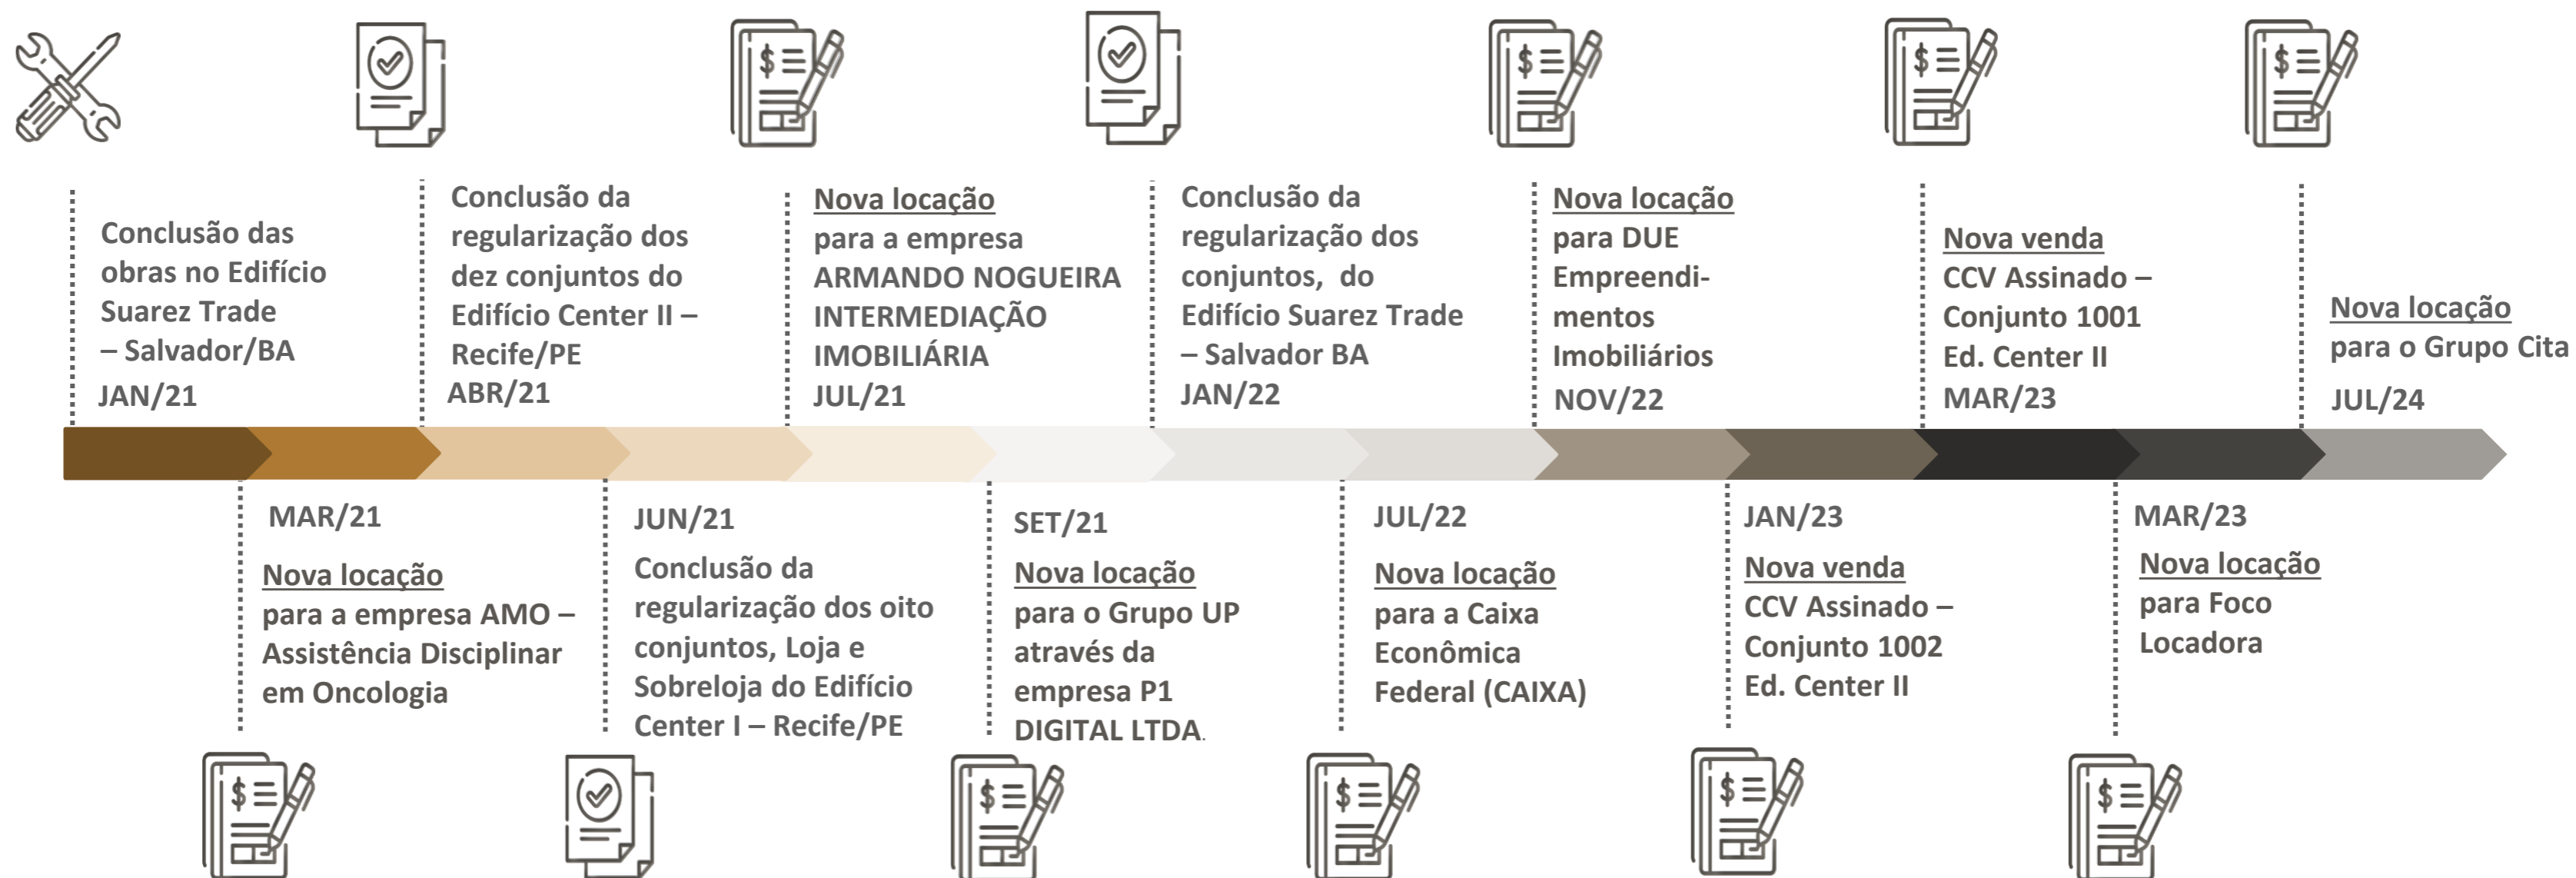 Conclusão das
obras no Edifício
Suarez Trade
– Salvador/BA
JAN/21
Conclusão da
regularização dos
dez conjuntos do
Edifício Center II –
Recife/PE
ABR/21
Nova locação
para a empresa
ARMANDO NOGUEIRA
INTERMEDIAÇÃO
IMOBILIÁRIA
JUL/21
Conclusão da
regularização dos
conjuntos, do
Edifício Suarez Trade
– Salvador BA
JAN/22
Nova locação
para DUE
Empreendi-
mentos
Imobiliários
NOV/22
Nova venda
CCV Assinado –
Conjunto 1001
Ed. Center II
MAR/23
Nova locação
para o Grupo Cita
JUL/24
MAR/21
Nova locação
para a empresa AMO –
Assistência Disciplinar
em Oncologia
JUN/21
Conclusão da
regularização dos oito
conjuntos, Loja e
Sobreloja do Edifício
Center I – Recife/PE
SET/21
Nova locação
para o Grupo UP
através da
empresa P1
DIGITAL LTDA.
JUL/22
Nova locação
para a Caixa
Econômica
Federal (CAIXA)
JAN/23
Nova venda
CCV Assinado –
Conjunto 1002
Ed. Center II
MAR/23
Nova locação
para Foco
Locadora